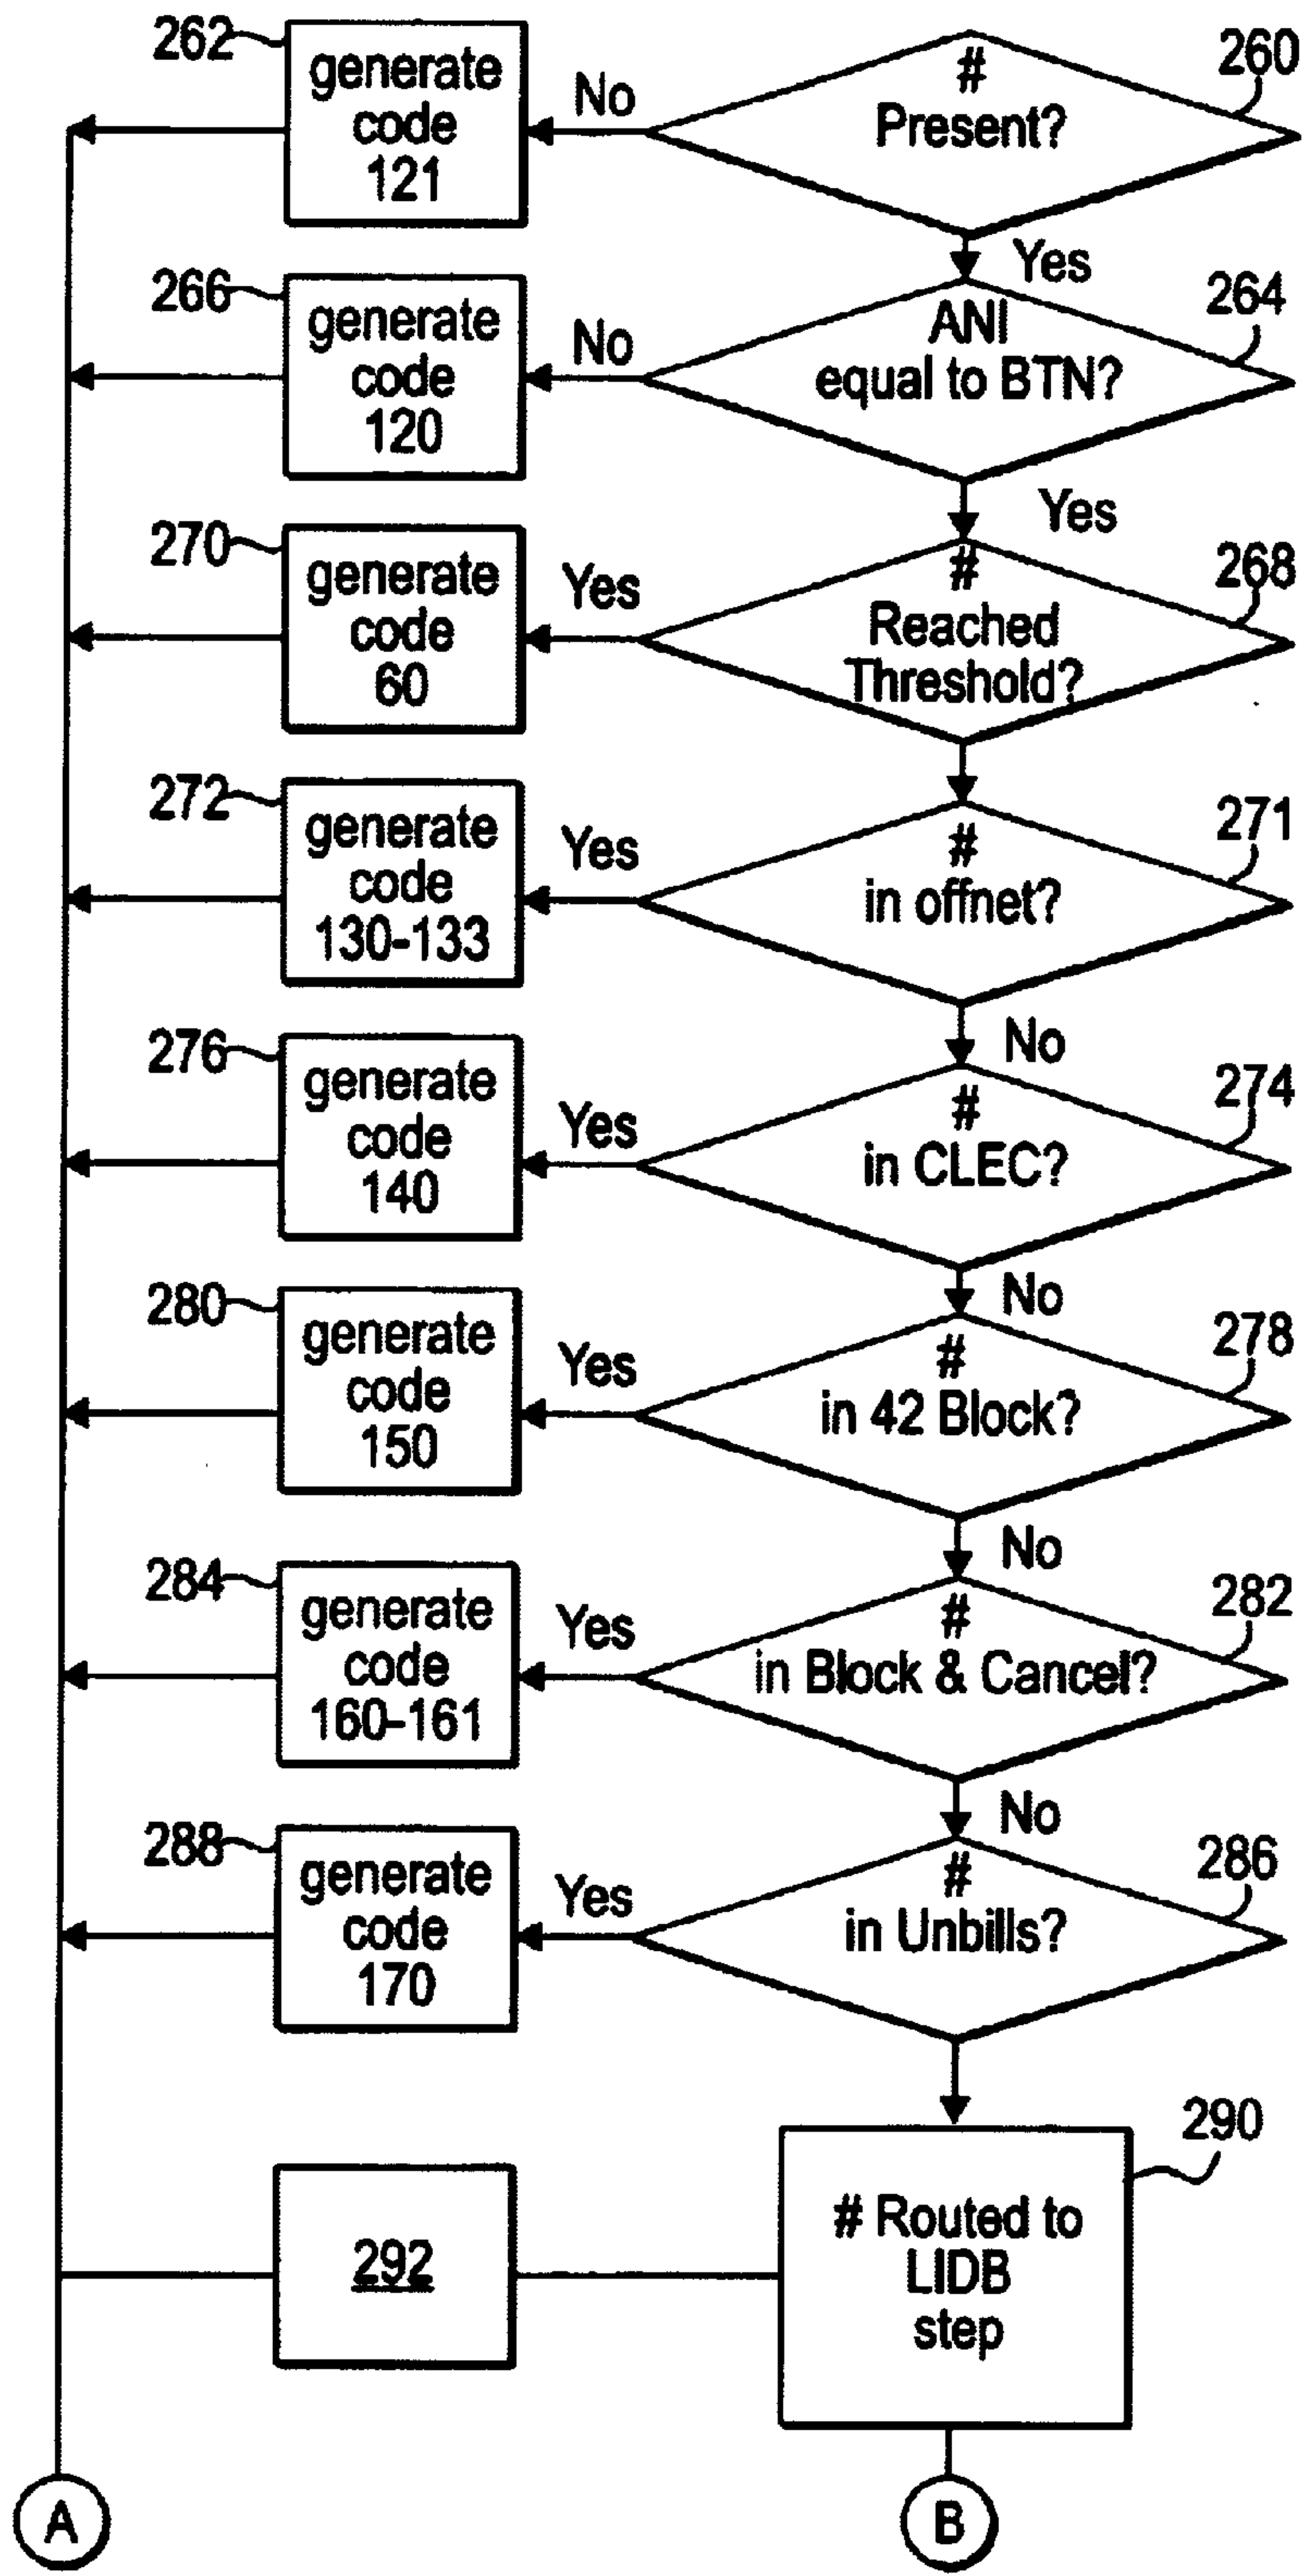 262
generate
code
121
No
#
Present?
260
Yes
266
generate
code
120
No
ANI
equal to BTN?
264
Yes
270
generate
code
60
Yes
#
Reached
Threshold?
268
272
generate
code
130-133
Yes
#
in offnet?
271
No
276
generate
code
140
Yes
#
in CLEC?
274
No
280
generate
code
150
Yes
#
in 42 Block?
278
No
284
generate
code
160-161
Yes
#
in Block & Cancel?
282
No
288
generate
code
170
Yes
#
in Unbills?
286
292
# Routed to
LIDB
step
290
A
B